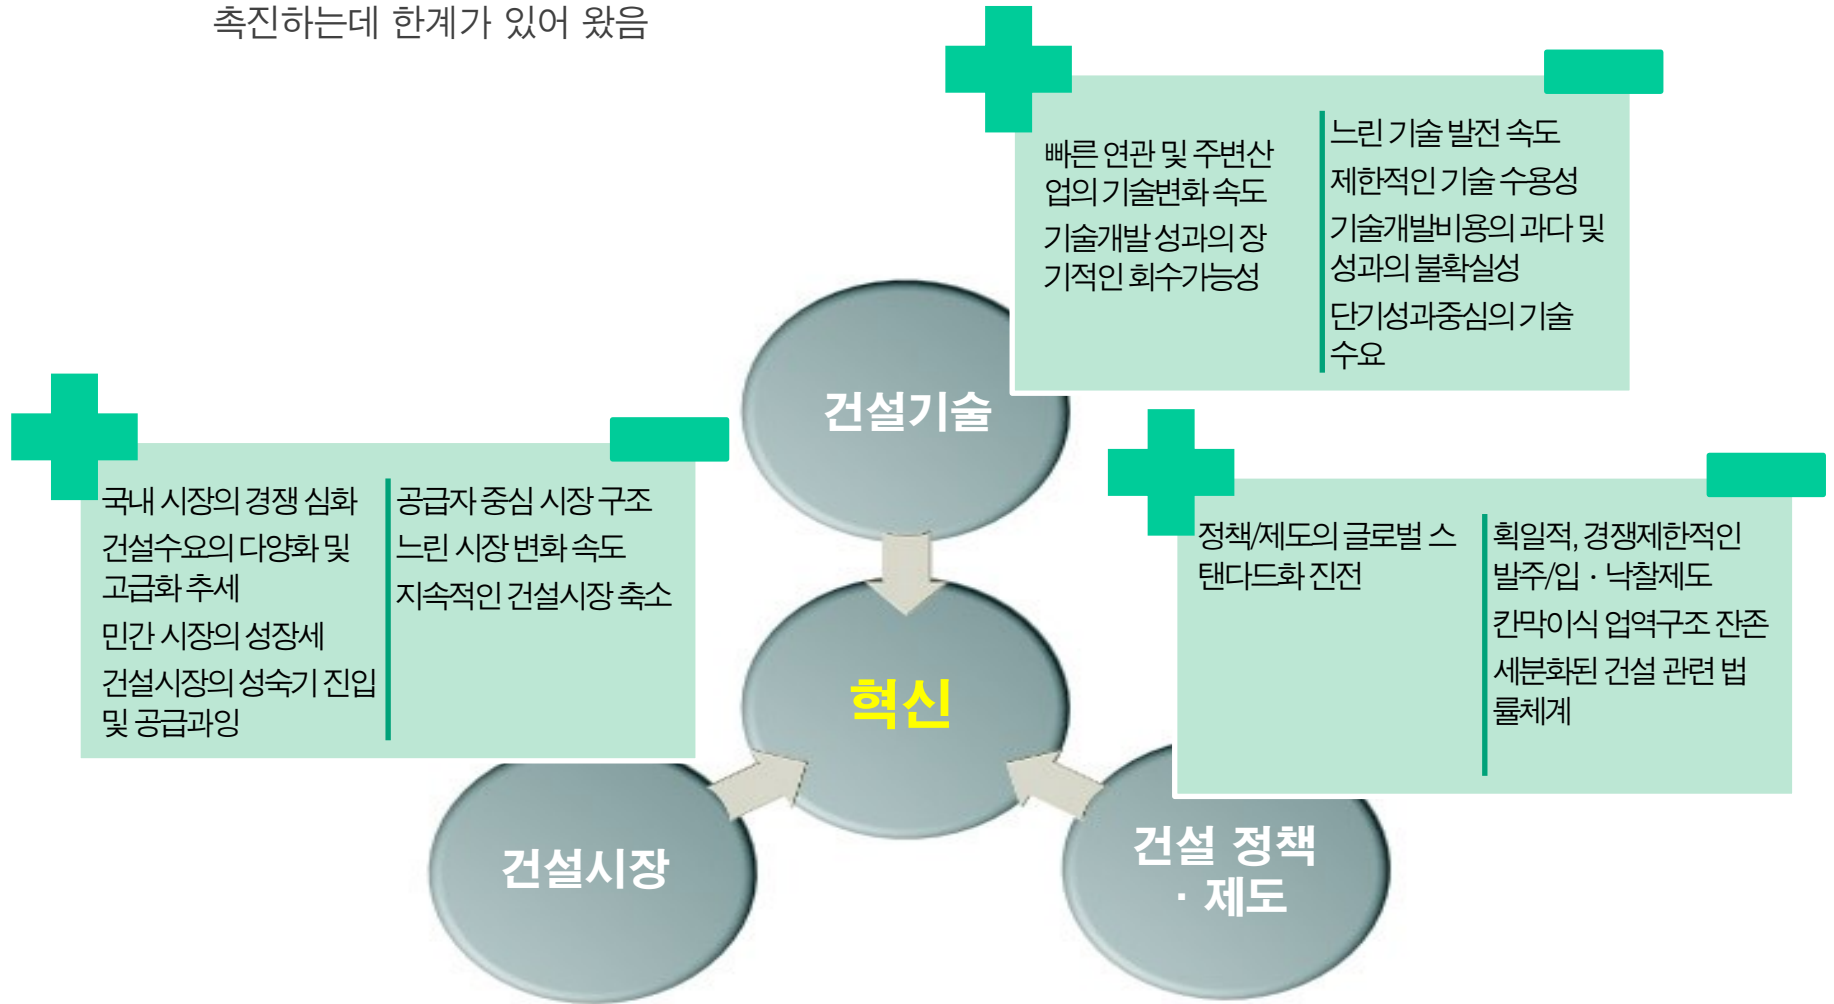 촉진하는데 한계가 있어 왔음
빠른 연관 및 주변산
업의 기술변화 속도
기술개발 성과의 장
기적인 회수가능성
느린 기술 발전 속도
제한적인 기술 수용성
기술개발비용의 과다 및
성과의 불확실성
단기성과중심의 기술
수요
건설기술
국내 시장의 경쟁 심화
건설수요의 다양화 및
고급화 추세
민간 시장의 성장세
건설시장의 성숙기 진입
및 공급과잉
공급자 중심 시장 구조
느린 시장 변화 속도
지속적인 건설시장 축소
정책/제도의 글로벌 스
탠다드화 진전
획일적, 경쟁제한적인
발주/입 · 낙찰제도
칸막이식 업역구조 잔존
세분화된 건설 관련 법
률체계
혁신
건설시장
건설 정책
· 제도